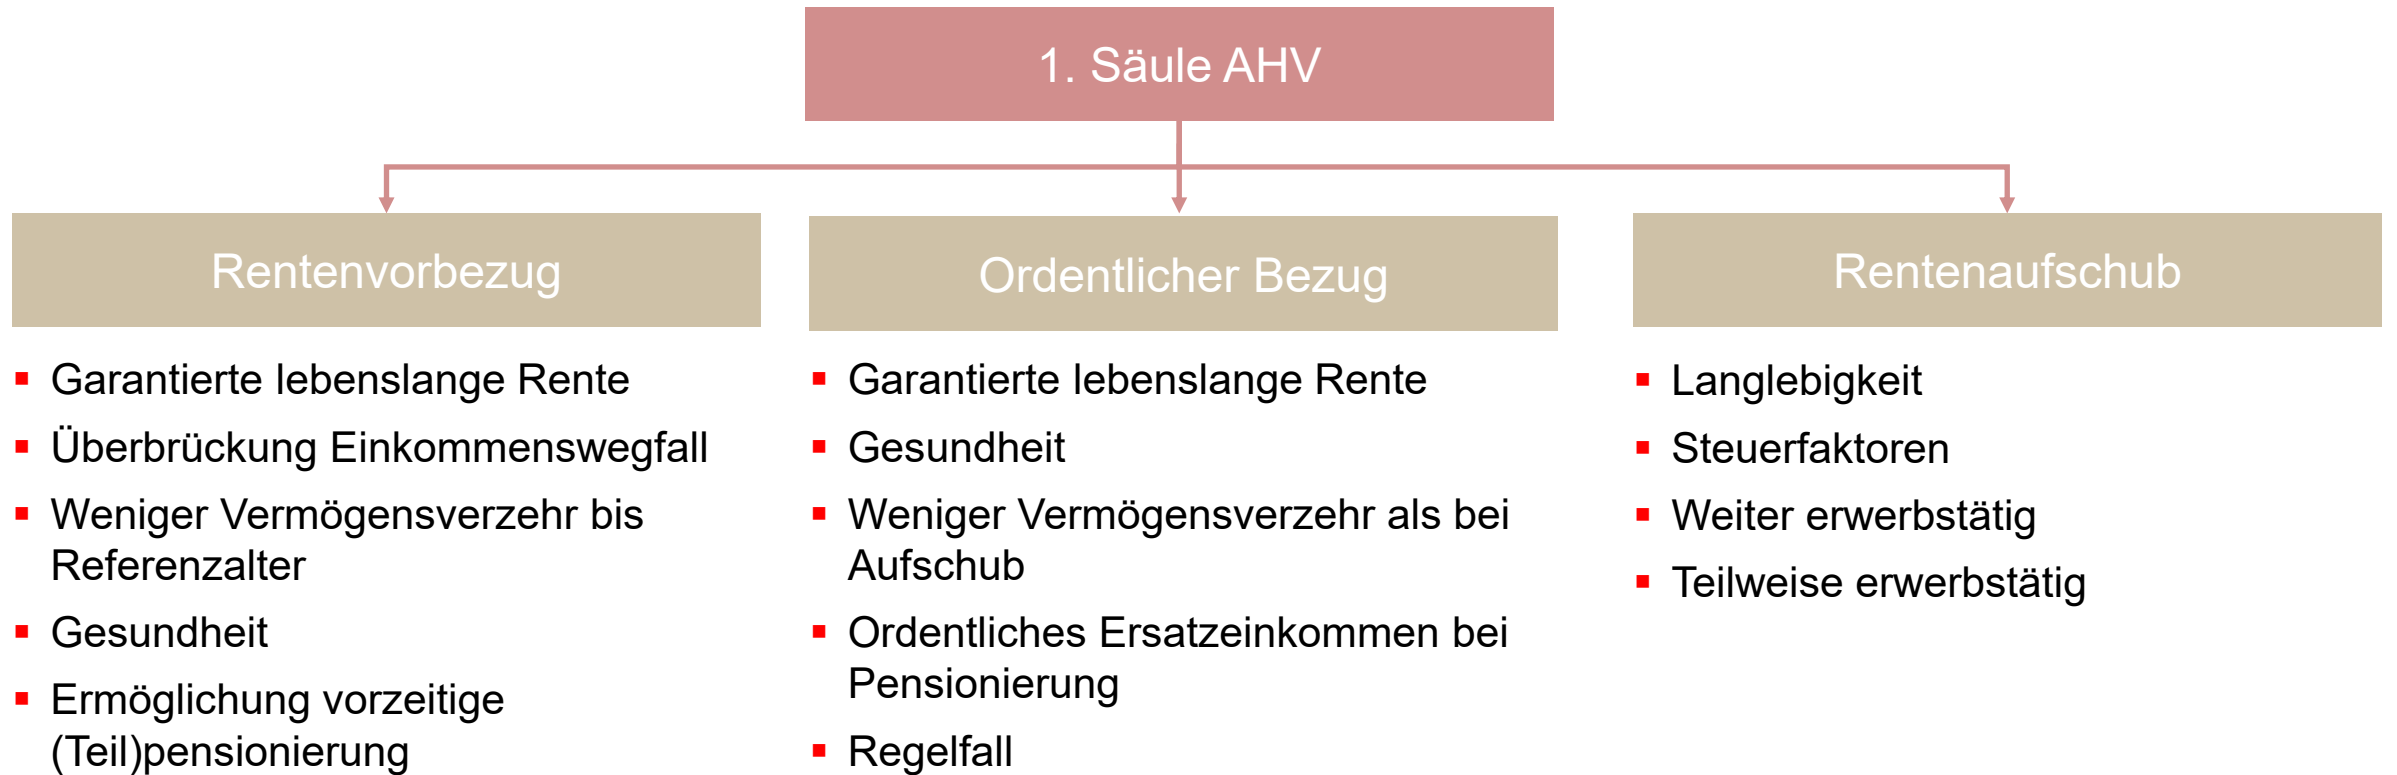 1. Säule AHV
Rentenvorbezug
Garantierte lebenslange Rente
Überbrückung Einkommenswegfall
Weniger Vermögensverzehr bis
Referenzalter
Gesundheit
Ermöglichung vorzeitige
(Teil)pensionierung
Ordentlicher Bezug
Garantierte lebenslange Rente
Gesundheit
Weniger Vermögensverzehr als bei
Aufschub
Ordentliches Ersatzeinkommen bei
Pensionierung
Regelfall
Rentenaufschub
Langlebigkeit
Steuerfaktoren
Weiter erwerbstätig
Teilweise erwerbstätig